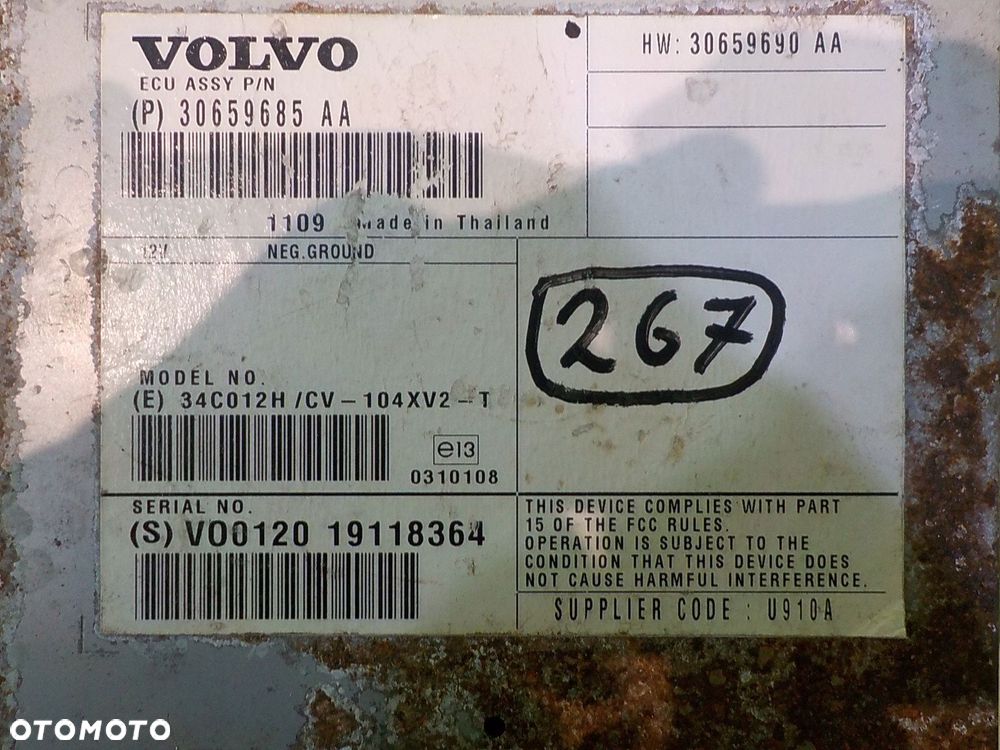 VOLVO
ECU ASSY P/N
(P) 30659685 AA
1109 Made in Thailand
HW: 30659690 AA
12V NEG.GROUND
267
MODEL NO.
(E) 34C012H /CV-104XV2-T
e13
0310108
SERIAL NO.
(S) VO0120 19118364
THIS DEVICE COMPLIES WITH PART
15 OF THE FCC RULES.
OPERATION IS SUBJECT TO THE
CONDITION THAT THIS DEVICE DOES
NOT CAUSE HARMFUL INTERFERENCE.
SUPPLIER CODE : U910A
OTOMOTO